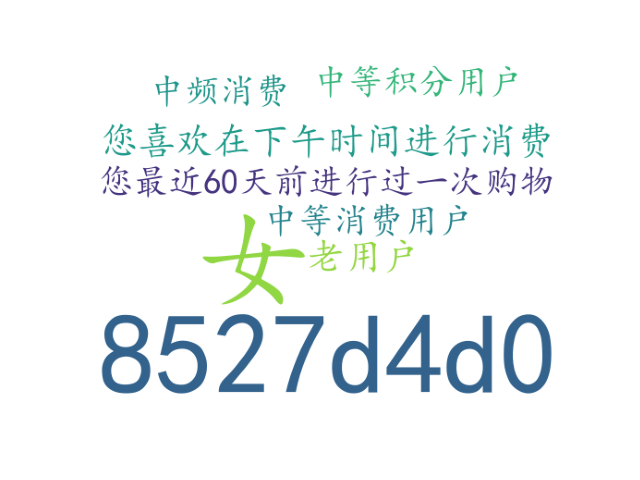 中频消费
中等积分用户
您喜欢在下午时间进行消费
您最近60天前进行过一次购物
中等消费用户
女
老用户
8527d4d0